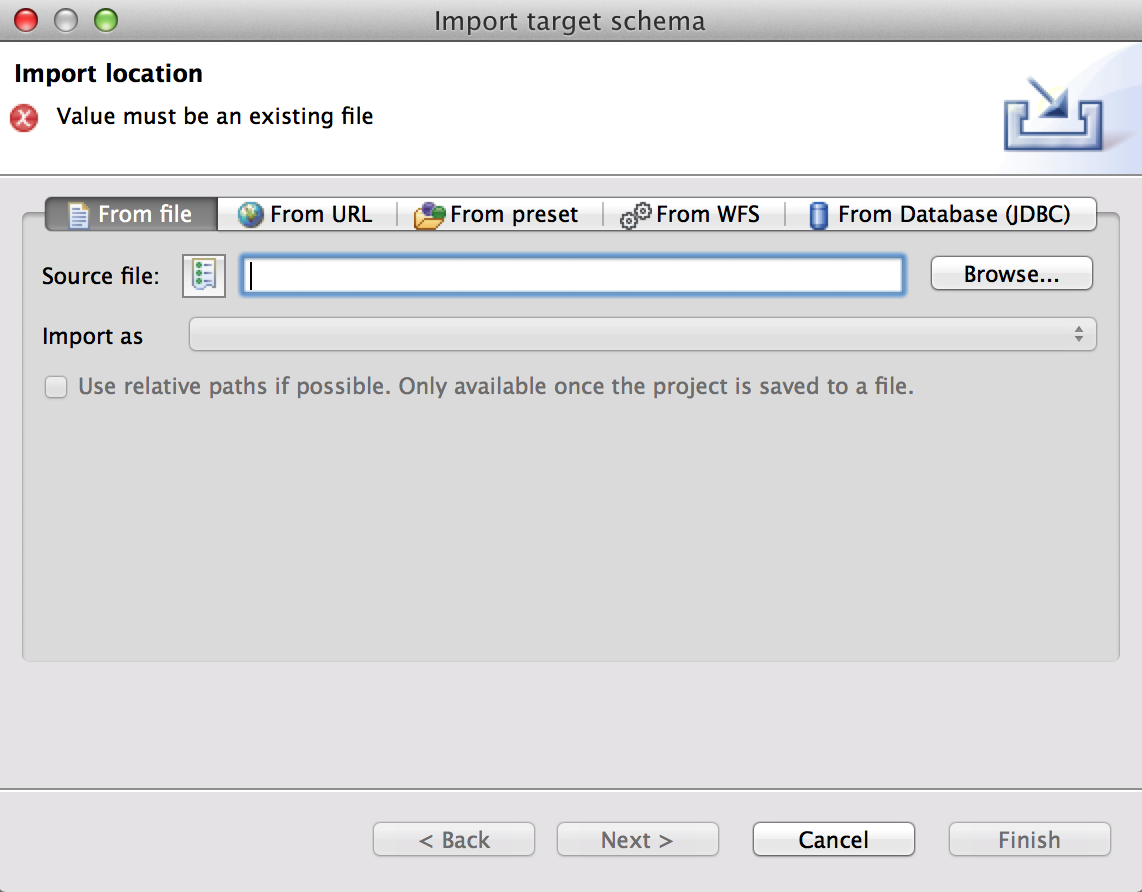 Import target schema
Import location
Value must be an existing file
From file From URL From preset From WFS From Database (JDBC)
Source file: Browse...
Import as
Use relative paths if possible. Only available once the project is saved to a file.
< Back Next > Cancel Finish